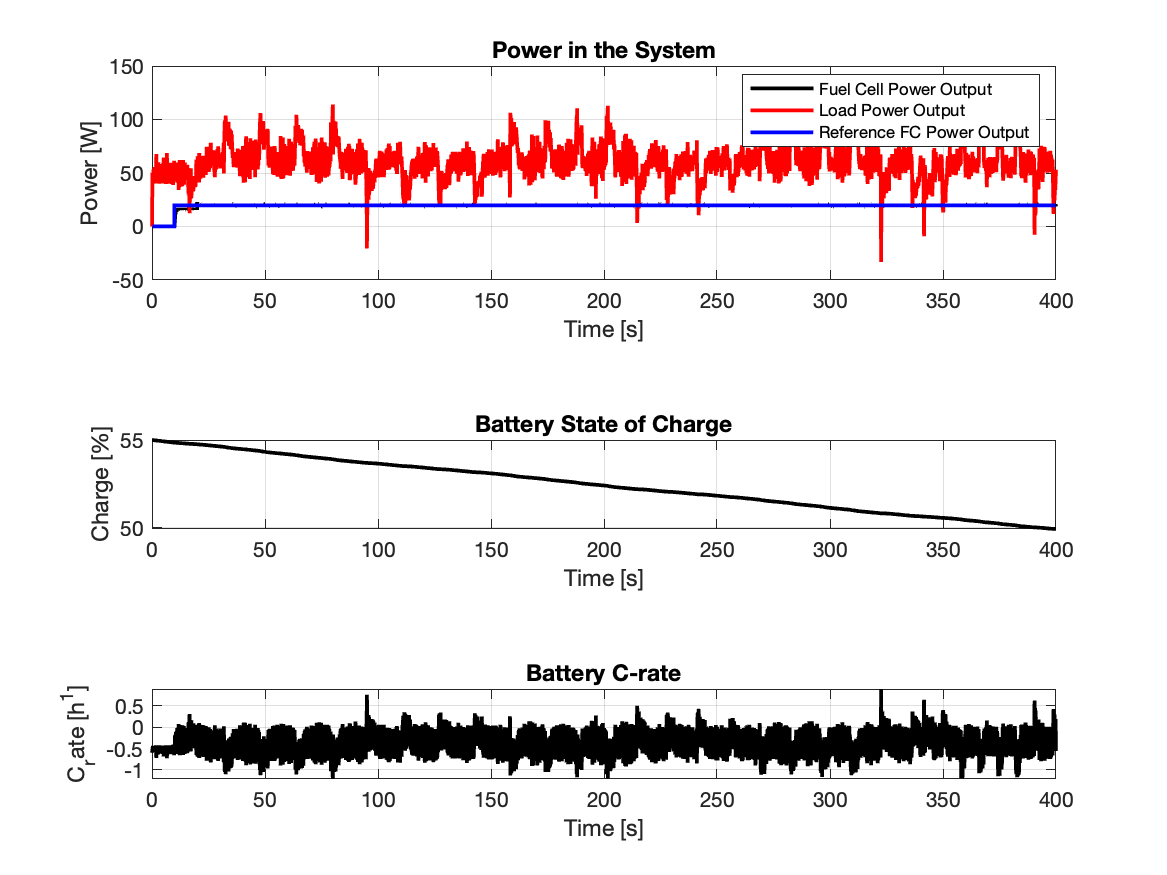 Power in the System
150
100
50
0
-50
Power [W]
Fuel Cell Power Output
Load Power Output
Reference FC Power Output
0 50 100 150 200 250 300 350 400
Time [s]
Battery State of Charge
55
50
Charge [%]
0 50 100 150 200 250 300 350 400
Time [s]
Battery C-rate
0.5
0
-0.5
-1
C_rate [h^1]
0 50 100 150 200 250 300 350 400
Time [s]